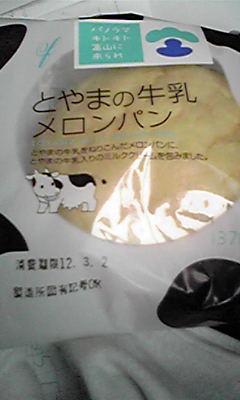 パノラマ
キトキト
富山に
来られ
とやまの牛乳
メロンパン
とやまの牛乳をねりこんだメロンパンに、
とやまの牛乳入りのミルククリームを包みました。
消費期限12.3.2
製造所固有記号OK